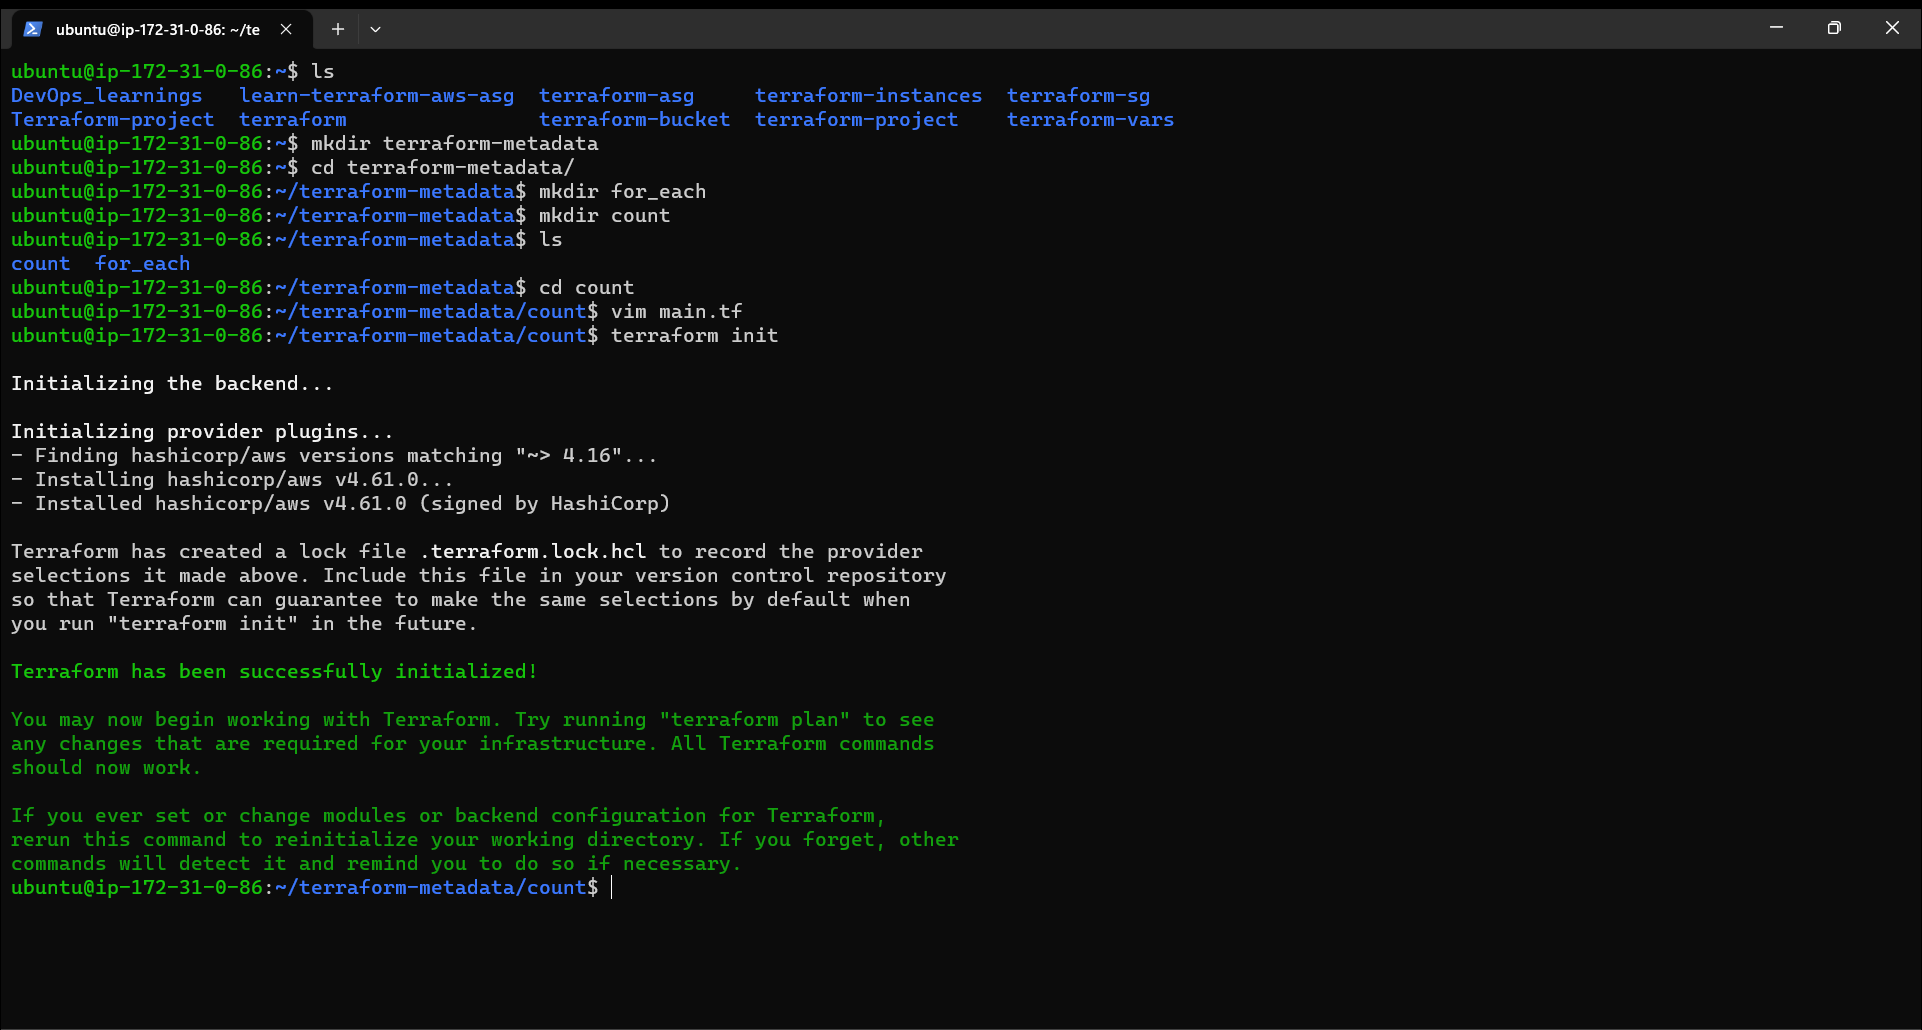 ubuntu@ip-172-31-0-86: ~/te
ubuntu@ip-172-31-0-86:~$ ls
DevOps_learnings   learn-terraform-aws-asg  terraform-asg     terraform-instances  terraform-sg
Terraform-project  terraform                terraform-bucket  terraform-project    terraform-vars
ubuntu@ip-172-31-0-86:~$ mkdir terraform-metadata
ubuntu@ip-172-31-0-86:~$ cd terraform-metadata/
ubuntu@ip-172-31-0-86:~/terraform-metadata$ mkdir for_each
ubuntu@ip-172-31-0-86:~/terraform-metadata$ mkdir count
ubuntu@ip-172-31-0-86:~/terraform-metadata$ ls
count  for_each
ubuntu@ip-172-31-0-86:~/terraform-metadata$ cd count
ubuntu@ip-172-31-0-86:~/terraform-metadata/count$ vim main.tf
ubuntu@ip-172-31-0-86:~/terraform-metadata/count$ terraform init
Initializing the backend...
Initializing provider plugins...
- Finding hashicorp/aws versions matching "~> 4.16"...
- Installing hashicorp/aws v4.61.0...
- Installed hashicorp/aws v4.61.0 (signed by HashiCorp)
Terraform has created a lock file .terraform.lock.hcl to record the provider
selections it made above. Include this file in your version control repository
so that Terraform can guarantee to make the same selections by default when
you run "terraform init" in the future.
Terraform has been successfully initialized!
You may now begin working with Terraform. Try running "terraform plan" to see
any changes that are required for your infrastructure. All Terraform commands
should now work.
If you ever set or change modules or backend configuration for Terraform,
rerun this command to reinitialize your working directory. If you forget, other
commands will detect it and remind you to do so if necessary.
ubuntu@ip-172-31-0-86:~/terraform-metadata/count$